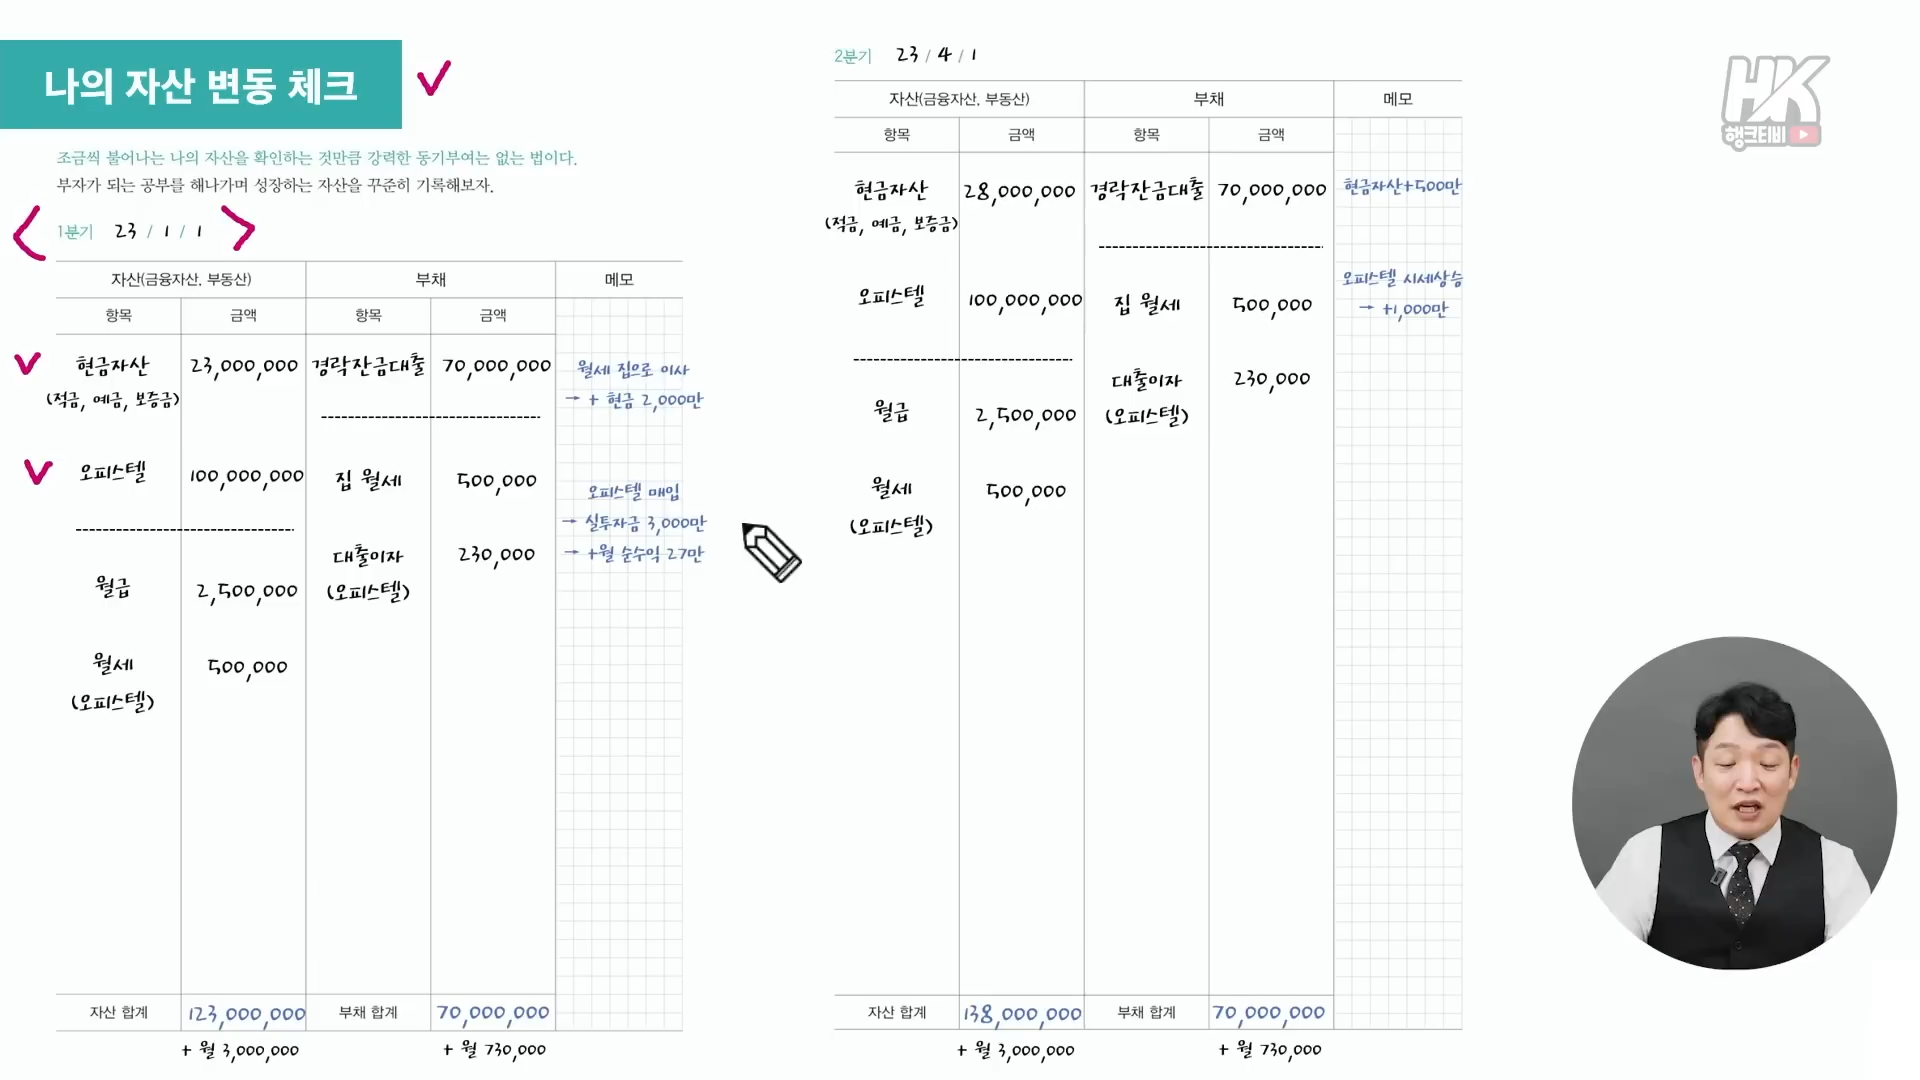 나의 자산 변동 체크
조금씩 불어나는 나의 자산을 확인하는 것만큼 강력한 동기부여는 없는 법이다.
부자가 되는 공부를 해나가며 성장하는 자산을 꾸준히 기록해보자.
1분기 23 / 1 / 1
자산(금융자산, 부동산) 부채 메모
항목 금액 항목 금액
현금자산 23,000,000 경락잔금대출 70,000,000 월세 집으로 이사
(적금, 예금, 보증금) → + 현금 2,000만
오피스텔 100,000,000 집 월세 500,000 오피스텔 매입
→ 실투자금 3,000만
대출이자 230,000 → +월 순수익 27만
월급 2,500,000 (오피스텔)
월세 500,000
(오피스텔)
자산 합계 123,000,000 부채 합계 70,000,000
+ 월 3,000,000 + 월 730,000
2분기 23 / 4 / 1
자산(금융자산, 부동산) 부채 메모
항목 금액 항목 금액
현금자산 28,000,000 경락잔금대출 70,000,000 현금자산+500만
(적금, 예금, 보증금)
오피스텔 100,000,000 집 월세 500,000 오피스텔 시세상승
→ +1,000만
대출이자 230,000
월급 2,500,000 (오피스텔)
월세 500,000
(오피스텔)
자산 합계 138,000,000 부채 합계 70,000,000
+ 월 3,000,000 + 월 730,000
HK
행크티비